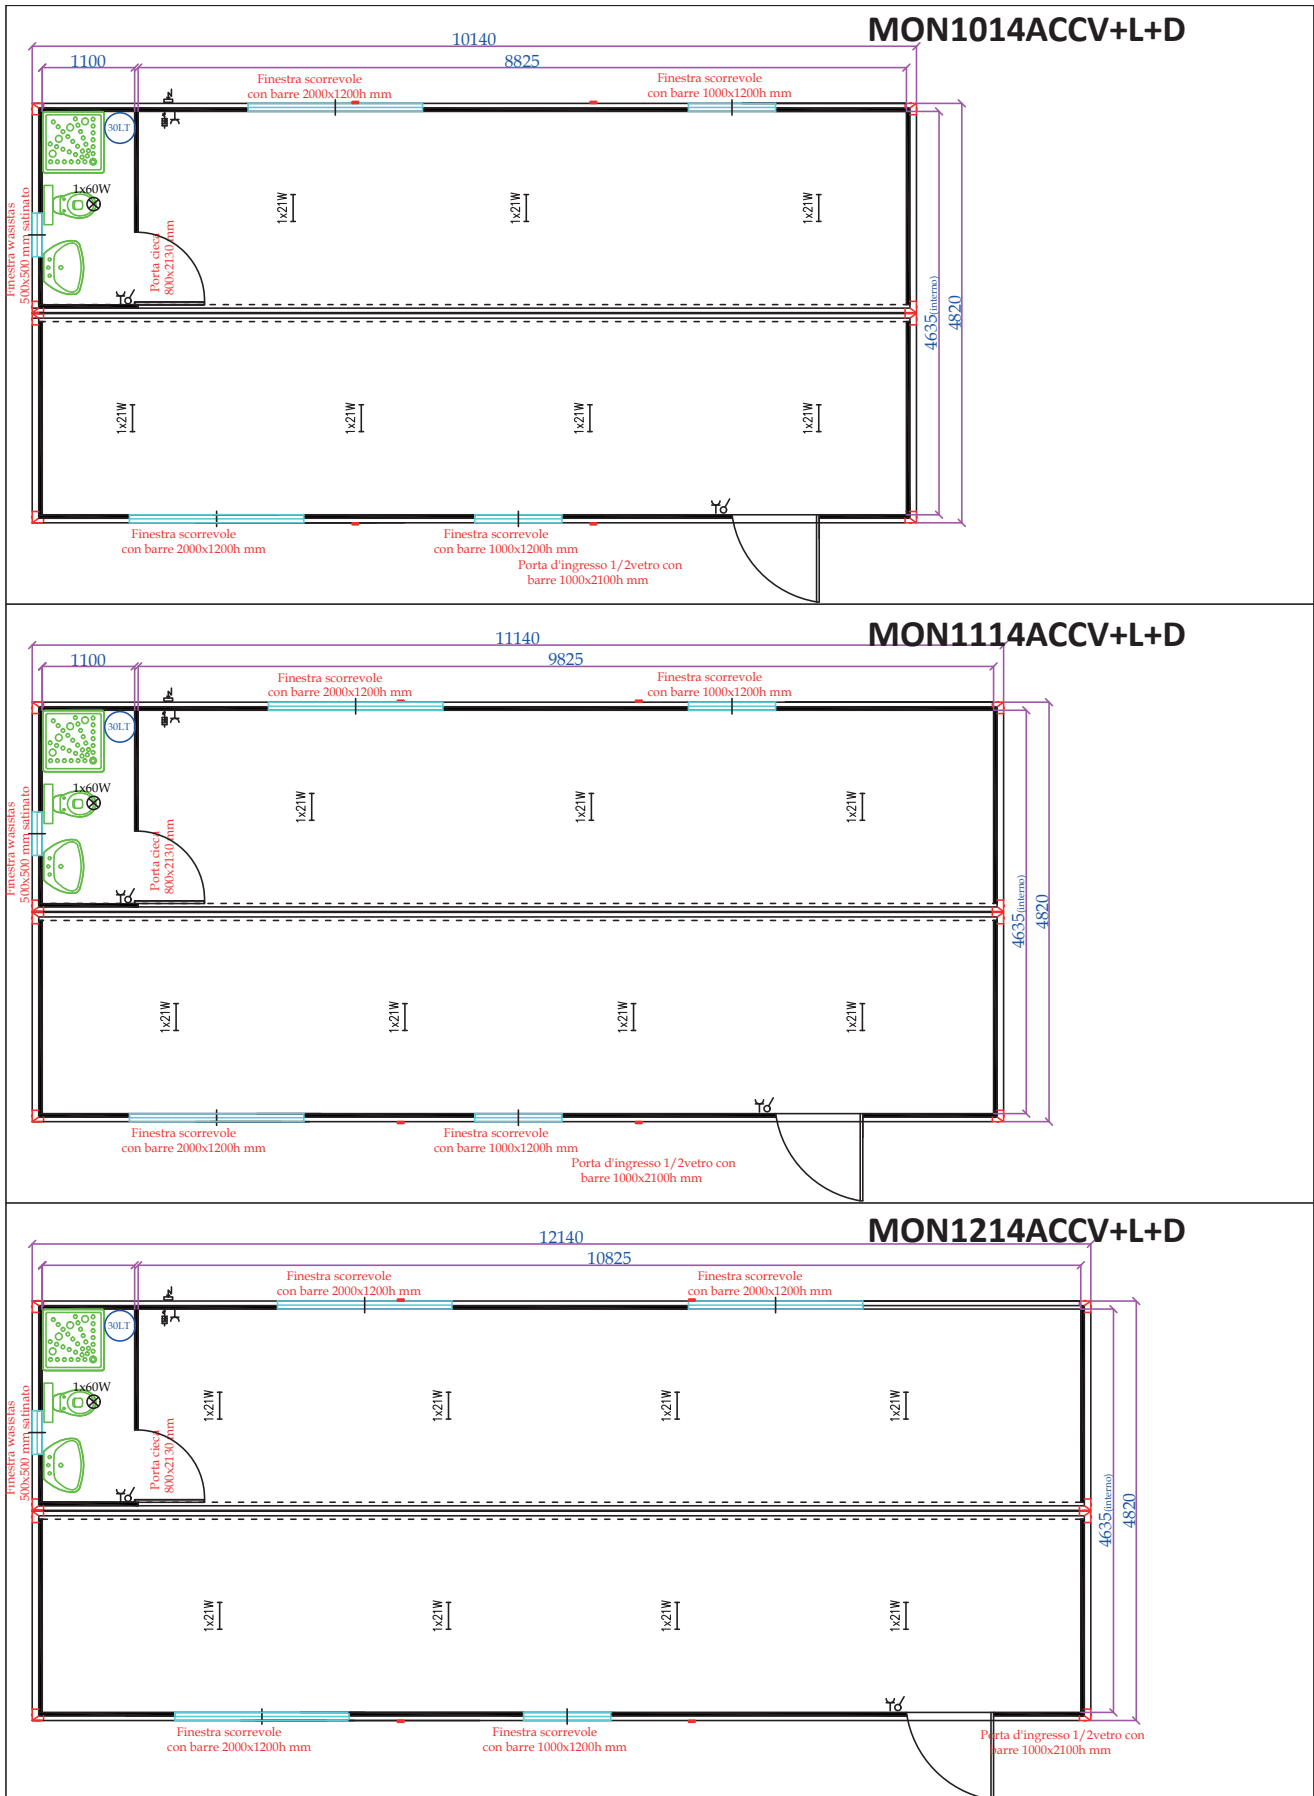 MON1014ACCV+L+D
10140
1100
8825
Finestra scorrevole
con barre 2000x1200h mm
Finestra scorrevole
con barre 1000x1200h mm
30LT
1x60W
Finestra wasistas
500x500 mm satinato
Porta cieca
800x2130 mm
1x21W
1x21W
1x21W
4635(interno)
4820
1x21W
1x21W
1x21W
1x21W
Finestra scorrevole
con barre 2000x1200h mm
Finestra scorrevole
con barre 1000x1200h mm
Porta d'ingresso 1/2vetro con
barre 1000x2100h mm
MON1114ACCV+L+D
11140
1100
9825
Finestra scorrevole
con barre 2000x1200h mm
Finestra scorrevole
con barre 1000x1200h mm
30LT
1x60W
Finestra wasistas
500x500 mm satinato
Porta cieca
800x2130 mm
1x21W
1x21W
1x21W
4635(interno)
4820
1x21W
1x21W
1x21W
1x21W
Finestra scorrevole
con barre 2000x1200h mm
Finestra scorrevole
con barre 1000x1200h mm
Porta d'ingresso 1/2vetro con
barre 1000x2100h mm
MON1214ACCV+L+D
12140
1100
10825
Finestra scorrevole
con barre 2000x1200h mm
Finestra scorrevole
con barre 2000x1200h mm
30LT
1x60W
Finestra wasistas
500x500 mm satinato
Porta cieca
800x2130 mm
1x21W
1x21W
1x21W
1x21W
4635(interno)
4820
1x21W
1x21W
1x21W
1x21W
Finestra scorrevole
con barre 2000x1200h mm
Finestra scorrevole
con barre 1000x1200h mm
Porta d'ingresso 1/2vetro con
barre 1000x2100h mm